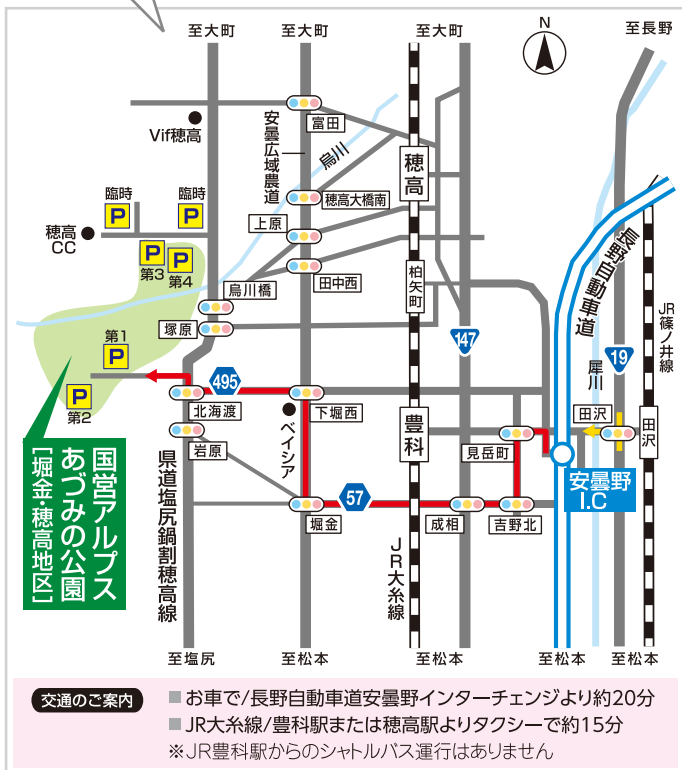 至大町
至大町
至大町
N
至長野
Vif穂高
安曇広域農道
富田
烏川
穂高
臨時
P
臨時
P
穂高大橋南
穂高
CC
上原
P
第3
P
第4
田中西
烏川橋
柏矢町
長野自動車道
塚原
147
JR篠ノ井線
19
犀川
第1
P
P
第2
495
北海渡
下堀西
ベイシア
豊科
田沢
田沢
見岳町
岩原
国営アルプス
あづみの公園
[堀金・穂高地区]
県道塩尻鍋割穂高線
安曇野
I.C
57
堀金
成相
吉野北
JR大糸線
至塩尻
至松本
至松本
至松本
至松本
交通のご案内
■お車で/長野自動車道安曇野インターチェンジより約20分
■JR大糸線/豊科駅または穂高駅よりタクシーで約15分
※JR豊科駅からのシャトルバス運行はありません